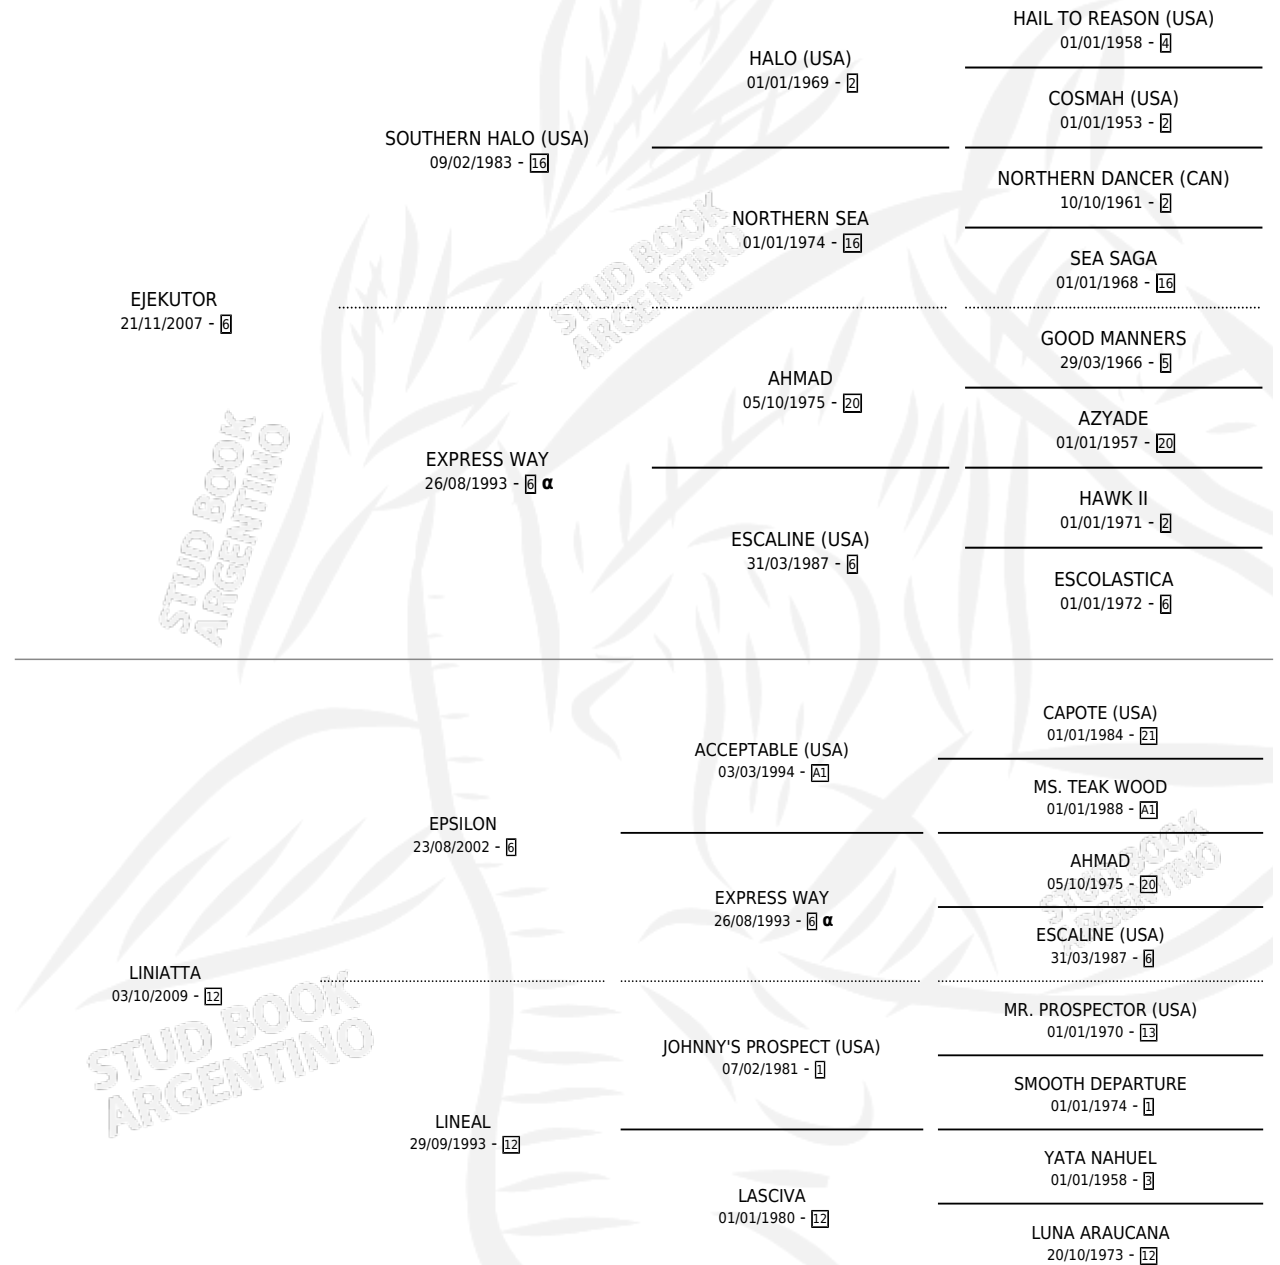 HAIL TO REASON (USA)
01/01/1958 - 4
HALO (USA)
01/01/1969 - 2
COSMAH (USA)
01/01/1953 - 2
SOUTHERN HALO (USA)
09/02/1983 - 16
NORTHERN DANCER (CAN)
10/10/1961 - 2
NORTHERN SEA
01/01/1974 - 16
SEA SAGA
01/01/1968 - 16
EJEKUTOR
21/11/2007 - 6
GOOD MANNERS
29/03/1966 - 5
AHMAD
05/10/1975 - 20
AZYADE
01/01/1957 - 20
EXPRESS WAY
26/08/1993 - 6 α
HAWK II
01/01/1971 - 2
ESCALINE (USA)
31/03/1987 - 6
ESCOLASTICA
01/01/1972 - 6
CAPOTE (USA)
01/01/1984 - 21
ACCEPTABLE (USA)
03/03/1994 - A1
MS. TEAK WOOD
01/01/1988 - A1
EPSILON
23/08/2002 - 6
AHMAD
05/10/1975 - 20
EXPRESS WAY
26/08/1993 - 6 α
ESCALINE (USA)
31/03/1987 - 6
LINIATTA
03/10/2009 - 12
MR. PROSPECTOR (USA)
01/01/1970 - 13
JOHNNY'S PROSPECT (USA)
07/02/1981 - 1
SMOOTH DEPARTURE
01/01/1974 - 1
LINEAL
29/09/1993 - 12
YATA NAHUEL
01/01/1958 - 3
LASCIVA
01/01/1980 - 12
LUNA ARAUCANA
20/10/1973 - 12
STUD BOOK
ARGENTINO
STUD BOOK
ARGENTINO
STUD BOOK
ARGENTINO
STUD BOOK
ARGENTINO